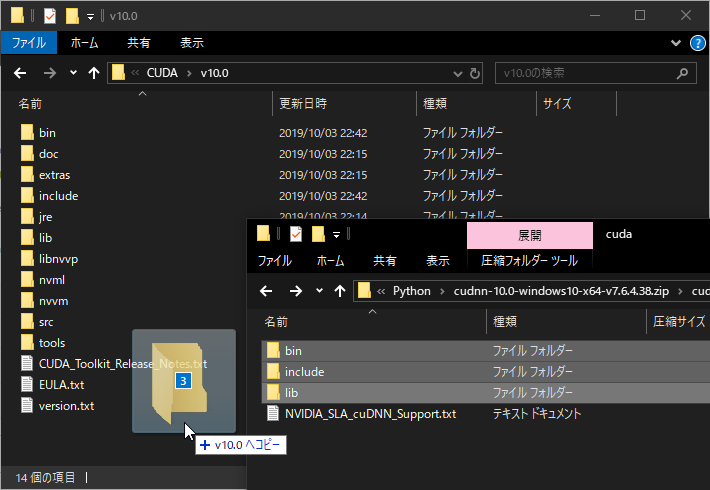 v10.0
ファイル ホーム 共有 表示
CUDA v10.0 v10.0の検索
名前 更新日時 種類 サイズ
bin 2019/10/03 22:42 ファイル フォルダー
doc 2019/10/03 22:15 ファイル フォルダー
extras 2019/10/03 22:15 ファイル フォルダー
include 2019/10/03 22:42 ファイル フォルダー
jre 2019/10/03 22:14 ファイル フォルダー
lib
libnvvp
nvml
nvvm
src
tools
CUDA_Toolkit_Release_Notes.txt
EULA.txt
version.txt
14 個の項目
3
v10.0 へコピー
展開 cuda
ファイル ホーム 共有 表示 圧縮フォルダー ツール
Python cudnn-10.0-windows10-x64-v7.6.4.38.zip cud
名前 種類 圧縮サイズ
bin ファイル フォルダー
include ファイル フォルダー
lib ファイル フォルダー
NVIDIA_SLA_cuDNN_Support.txt テキスト ドキュメント